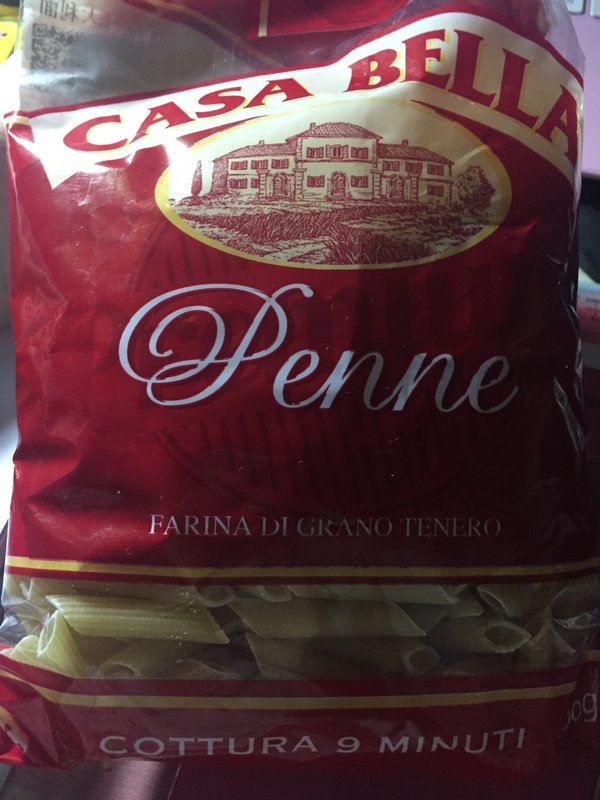 CASA BELLA
Penne
FARINA DI GRANO TENERO
COTTURA 9 MINUTI